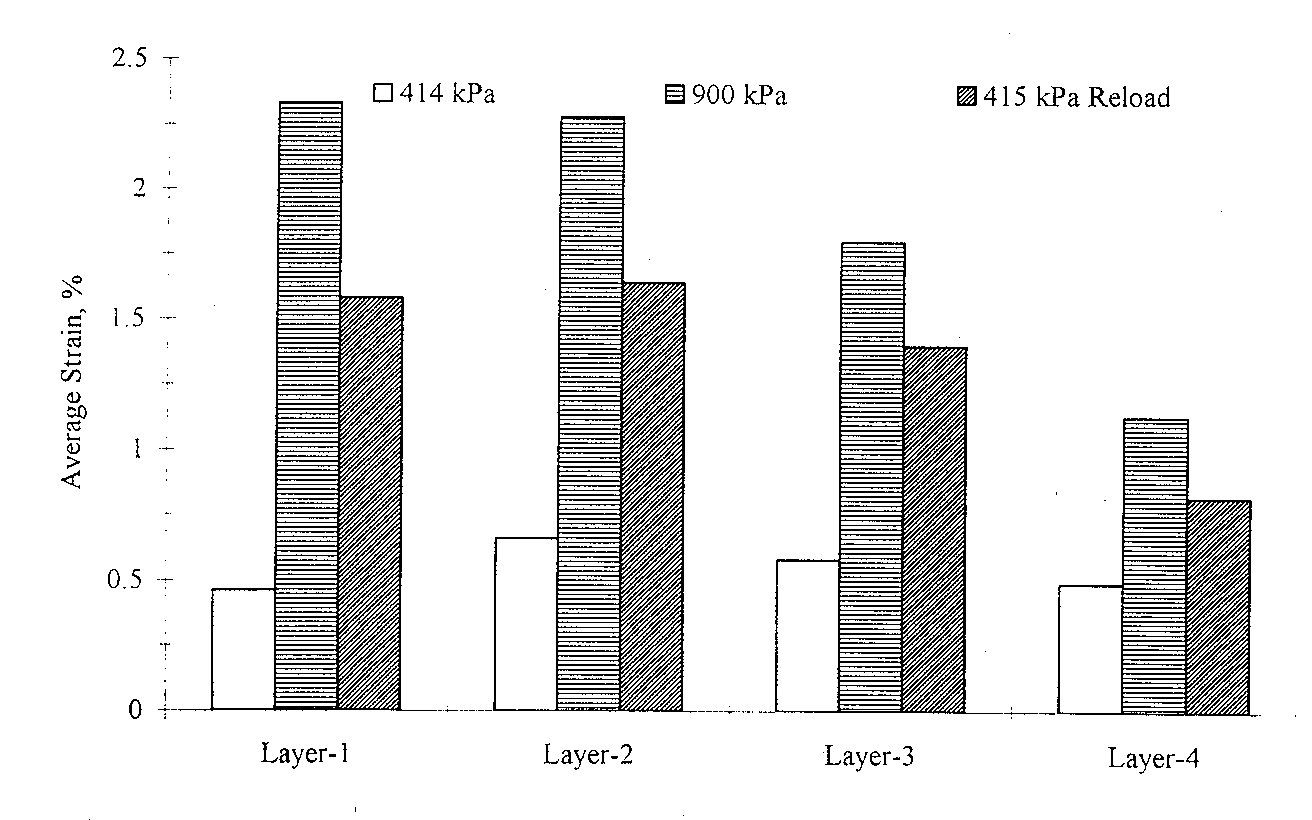 2.5
414 kPa
900 kPa
415 kPa Reload
2
1.5
1
0.5
0
Average Strain, %
Layer-1
Layer-2
Layer-3
Layer-4